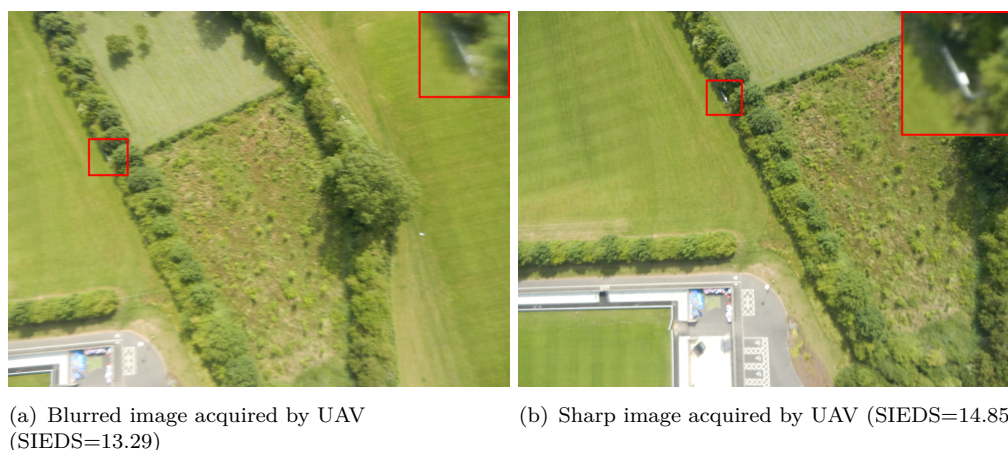 (a) Blurred image acquired by UAV
(SIEDS=13.29)
(b) Sharp image acquired by UAV (SIEDS=14.85